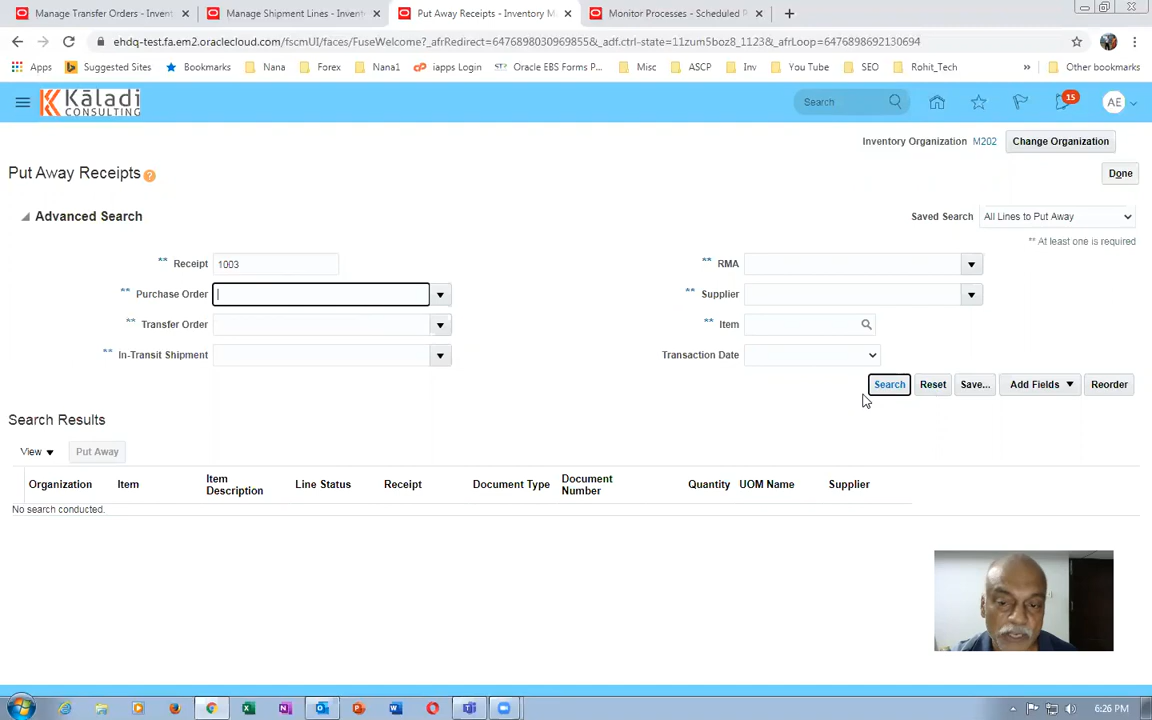 Manage Transfer Orders - Invent
Manage Shipment Lines - Invent
Put Away Receipts - Inventory M
Monitor Processes - Scheduled P
ehdq-test.fa.em2.oraclecloud.com/fscmUI/faces/FuseWelcome?_afrRedirect=6476898030969855&_adf.ctrl-state=11zum5boz8_1123&_afrLoop=6476898692130694
Apps
Suggested Sites
Bookmarks
Nana
Forex
Nana1
iapps Login
Oracle EBS Forms P...
Misc
ASCP
Inv
You Tube
SEO
Rohit_Tech
»
Other bookmarks
Kāladi
CONSULTING
Search
15
AE
Inventory Organization M202
Change Organization
Put Away Receipts
Done
Advanced Search
Saved Search All Lines to Put Away
** At least one is required
** Receipt 1003
** RMA
** Purchase Order
** Supplier
** Transfer Order
** Item
** In-Transit Shipment
Transaction Date
Search Reset Save... Add Fields Reorder
Search Results
View Put Away
Organization
Item
Item Description
Line Status
Receipt
Document Type
Document Number
Quantity
UOM Name
Supplier
No search conducted.
6:26 PM